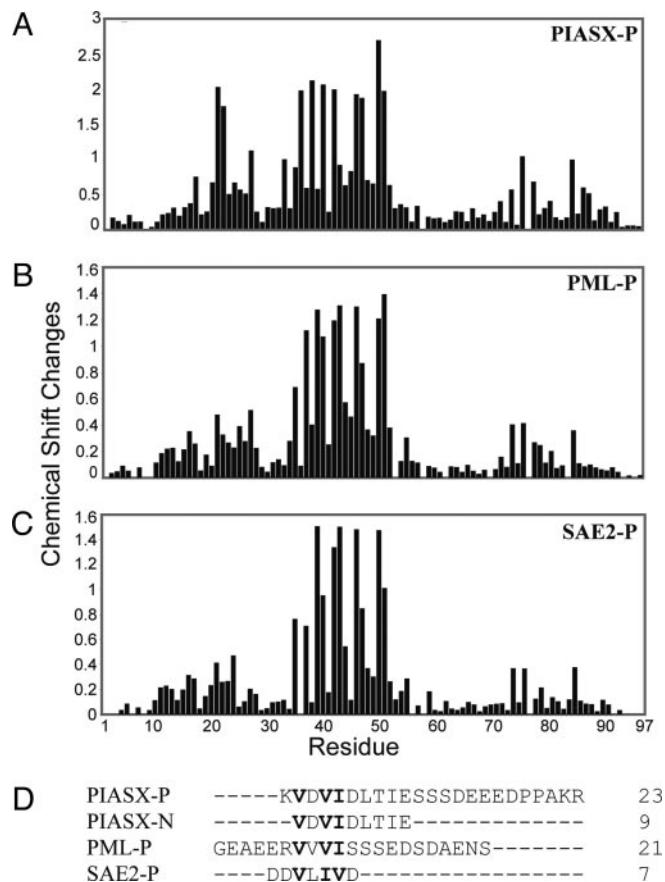 A
PIASX-P
3
2.5
2
1.5
1
0.5
0
B
PML-P
1.6
1.4
1.2
1
0.8
0.6
0.4
0.2
0
Chemical Shift Changes
C
SAE2-P
1.6
1.4
1.2
1
0.8
0.6
0.4
0.2
0
1 10 20 30 40 50 60 70 80 90 97
Residue
D
PIASX-P -----KVDVIDLTIESSSDEEEDPPAKR 23
PIASX-N ------VDVIDLTIE------------- 9
PML-P GEAEERVVVISSSEDSDAENS------- 21
SAE2-P ----DDVLIVD----------------- 7